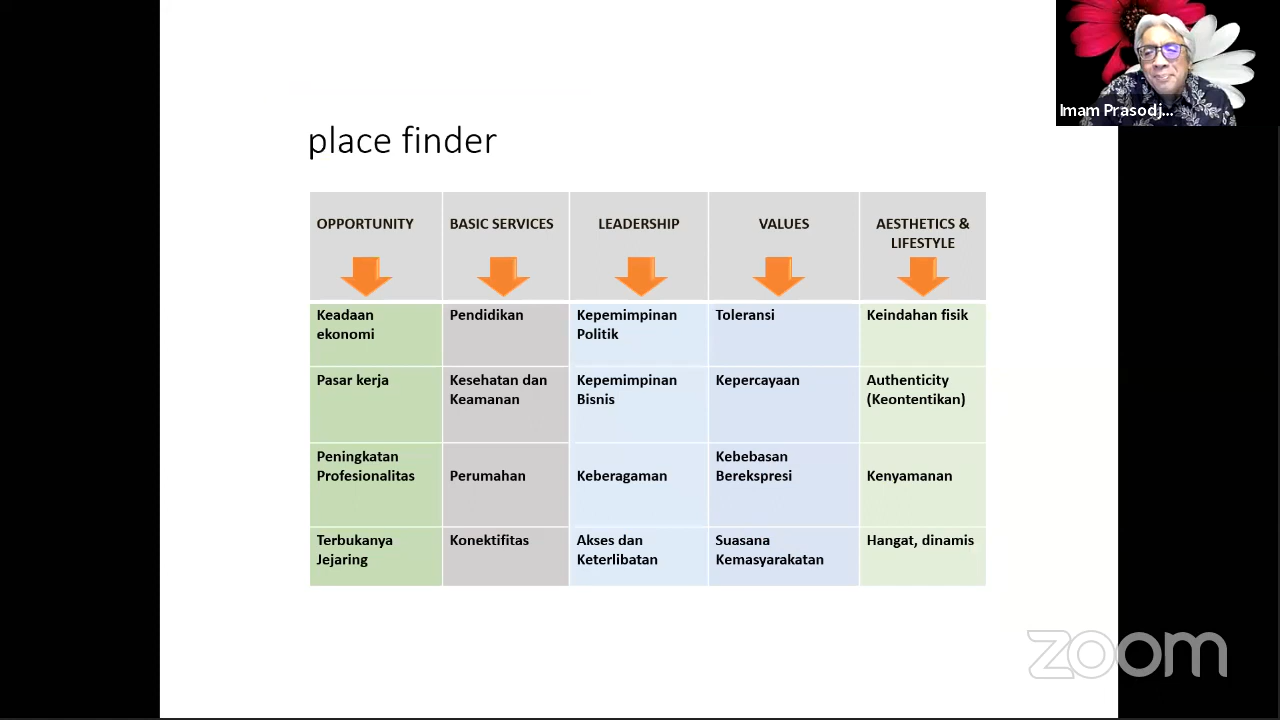 Imam Prasodj...
place finder
OPPORTUNITY
BASIC SERVICES
LEADERSHIP
VALUES
AESTHETICS &
LIFESTYLE
Keadaan
ekonomi
Pendidikan
Kepemimpinan
Politik
Toleransi
Keindahan fisik
Pasar kerja
Kesehatan dan
Keamanan
Kepemimpinan
Bisnis
Kepercayaan
Authenticity
(Keontentikan)
Peningkatan
Profesionalitas
Perumahan
Keberagaman
Kebebasan
Berekspresi
Kenyamanan
Terbukanya
Jejaring
Konektifitas
Akses dan
Keterlibatan
Suasana
Kemasyarakatan
Hangat, dinamis
zoom